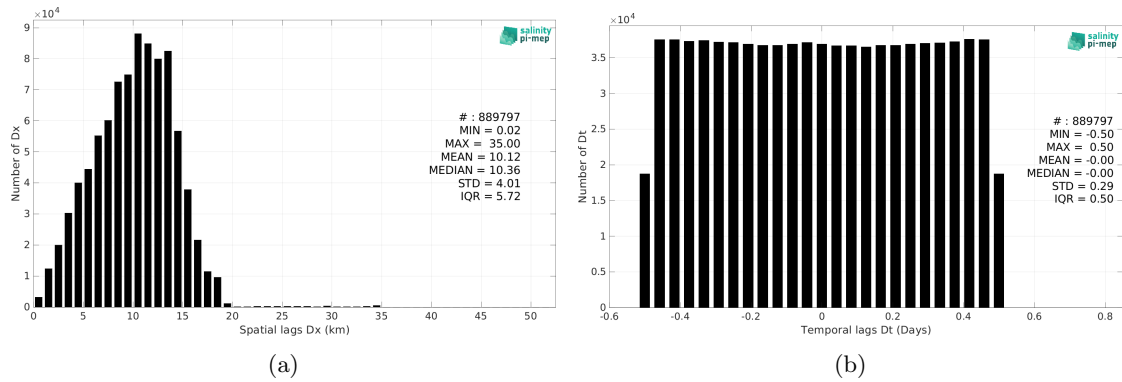 ×10⁴
9
8
7
6
5
4
3
2
1
0
Number of Dx
salinity
pi-mep
# : 889797
MIN = 0.02
MAX = 35.00
MEAN = 10.12
MEDIAN = 10.36
STD = 4.01
IQR = 5.72
0 5 10 15 20 25 30 35 40 45 50
Spatial lags Dx (km)
(a)
×10⁴
3.5
3
2.5
2
1.5
1
0.5
0
Number of Dt
salinity
pi-mep
# : 889797
MIN = -0.50
MAX = 0.50
MEAN = -0.00
MEDIAN = -0.00
STD = 0.29
IQR = 0.50
-0.6 -0.4 -0.2 0 0.2 0.4 0.6 0.8
Temporal lags Dt (Days)
(b)